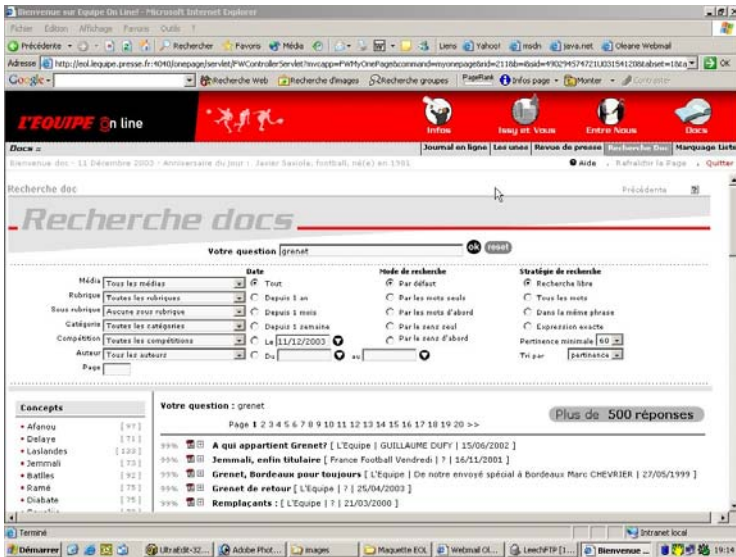 Bienvenue sur Equipe On Line! - Microsoft Internet Explorer
Fichier Edition Affichage Favoris Outils ?
Précédente Rechercher Favoris Média Liens Yahoo! msdn java.net Oleane Webmail
Adresse OK
Google Recherche Web Recherche d'images Recherche groupes PageRank Infos page Monter
L'EQUIPE On line
Infos Issy et Vous Entre Nous Docs
Docs :: Journal en ligne Les unes Revue de presse Recherche Doc Marquage Liste
Bienvenue doc - 11 Décembre 2003 - Anniversaire du jour : Javier Saviola, football, né(e) en 1981 Aide Rafraîchir la Page Quitter
Recherche doc Précédente
Recherche docs.
Votre question grenet ok reset
Date Mode de recherche Stratégie de recherche
Média Tous les médias Tout Par défaut Recherche libre
Rubrique Toutes les rubriques Depuis 1 an Par les mots seuls Tous les mots
Sous rubrique Aucune sous rubrique Depuis 1 mois Par les mots d'abord Dans la même phrase
Catégorie Toutes les catégories Depuis 1 semaine Par le sens seul Expression exacte
Compétition Toutes les compétitions Le 11/12/2003 Par le sens d'abord Pertinence minimale 60
Auteur Tous les auteurs Du au Tri par pertinence
Page
Concepts
Votre question : grenet
Plus de 500 réponses
Page 1 2 3 4 5 6 7 8 9 10 11 12 13 14 15 16 17 18 19 20 >>
Afanou [ 97 ]
Delaye [ 71 ]
Laslandes [ 133 ]
Jemmali [ 73 ]
Batlles [ 92 ]
Ramé [ 75 ]
Diabate [ 75 ]
99% A qui appartient Grenet? [ L'Equipe | GUILLAUME DUFY | 15/06/2002 ]
99% Jemmali, enfin titulaire [ France Football Vendredi | ? | 16/11/2001 ]
99% Grenet, Bordeaux pour toujours [ L'Equipe | De notre envoyé spécial à Bordeaux Marc CHEVRIER | 27/05/1999 ]
99% Grenet de retour [ L'Equipe | ? | 25/04/2003 ]
99% Remplaçants : [ L'Equipe | ? | 21/03/2000 ]
Terminé Intranet local
Démarrer UltraEdit-32... Adobe Phot... images Maquette EOL Webmail Ol... LeechFTP [1... Bienvenue ... 19:14